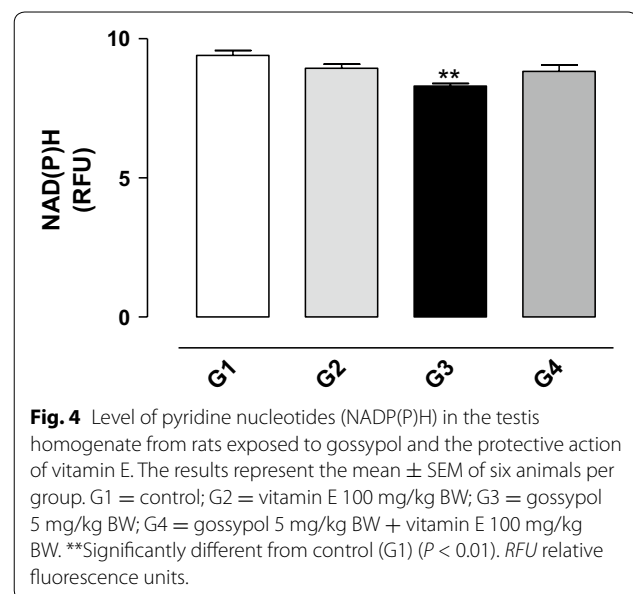 10
**
NAD(P)H
(RFU)
5
0
G1 G2 G3 G4
Fig. 4 Level of pyridine nucleotides (NADP(P)H) in the testis
homogenate from rats exposed to gossypol and the protective action
of vitamin E. The results represent the mean ± SEM of six animals per
group. G1 = control; G2 = vitamin E 100 mg/kg BW; G3 = gossypol
5 mg/kg BW; G4 = gossypol 5 mg/kg BW + vitamin E 100 mg/kg
BW. **Significantly different from control (G1) (P < 0.01). RFU relative
fluorescence units.